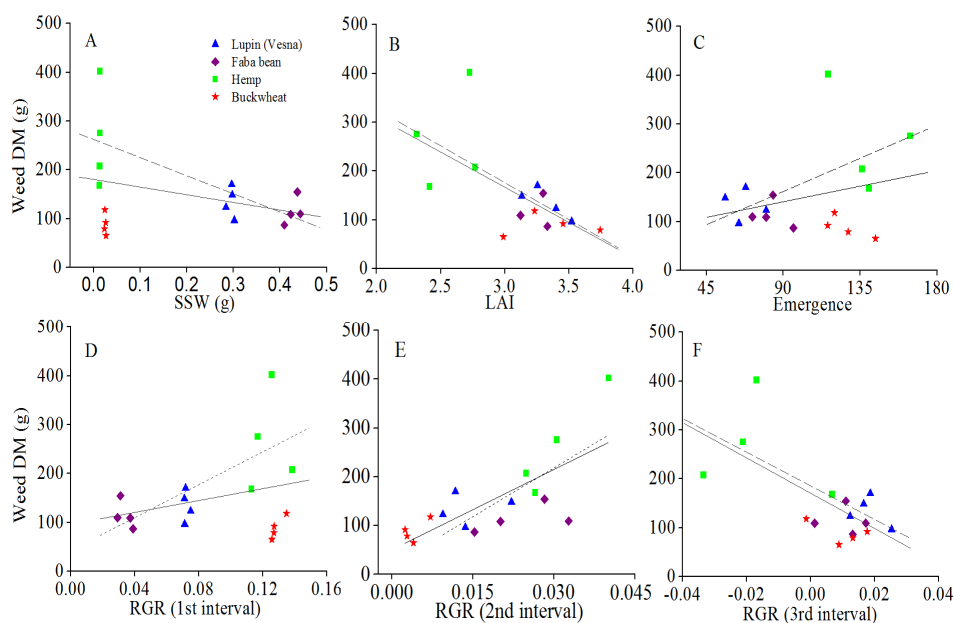 A
Weed DM (g)
500
400
300
200
100
0
0.0 0.1 0.2 0.3 0.4 0.5
SSW (g)
Lupin (Vesna)
Faba bean
Hemp
Buckwheat
B
500
400
300
200
100
0
2.0 2.5 3.0 3.5 4.0
LAI
C
500
400
300
200
100
0
45 90 135 180
Emergence
D
Weed DM (g)
500
400
300
200
100
0
0.00 0.04 0.08 0.12 0.16
RGR (1st interval)
E
500
400
300
200
100
0
0.000 0.015 0.030 0.045
RGR (2nd interval)
F
500
400
300
200
100
0
-0.04 -0.02 0.00 0.02 0.04
RGR (3rd interval)